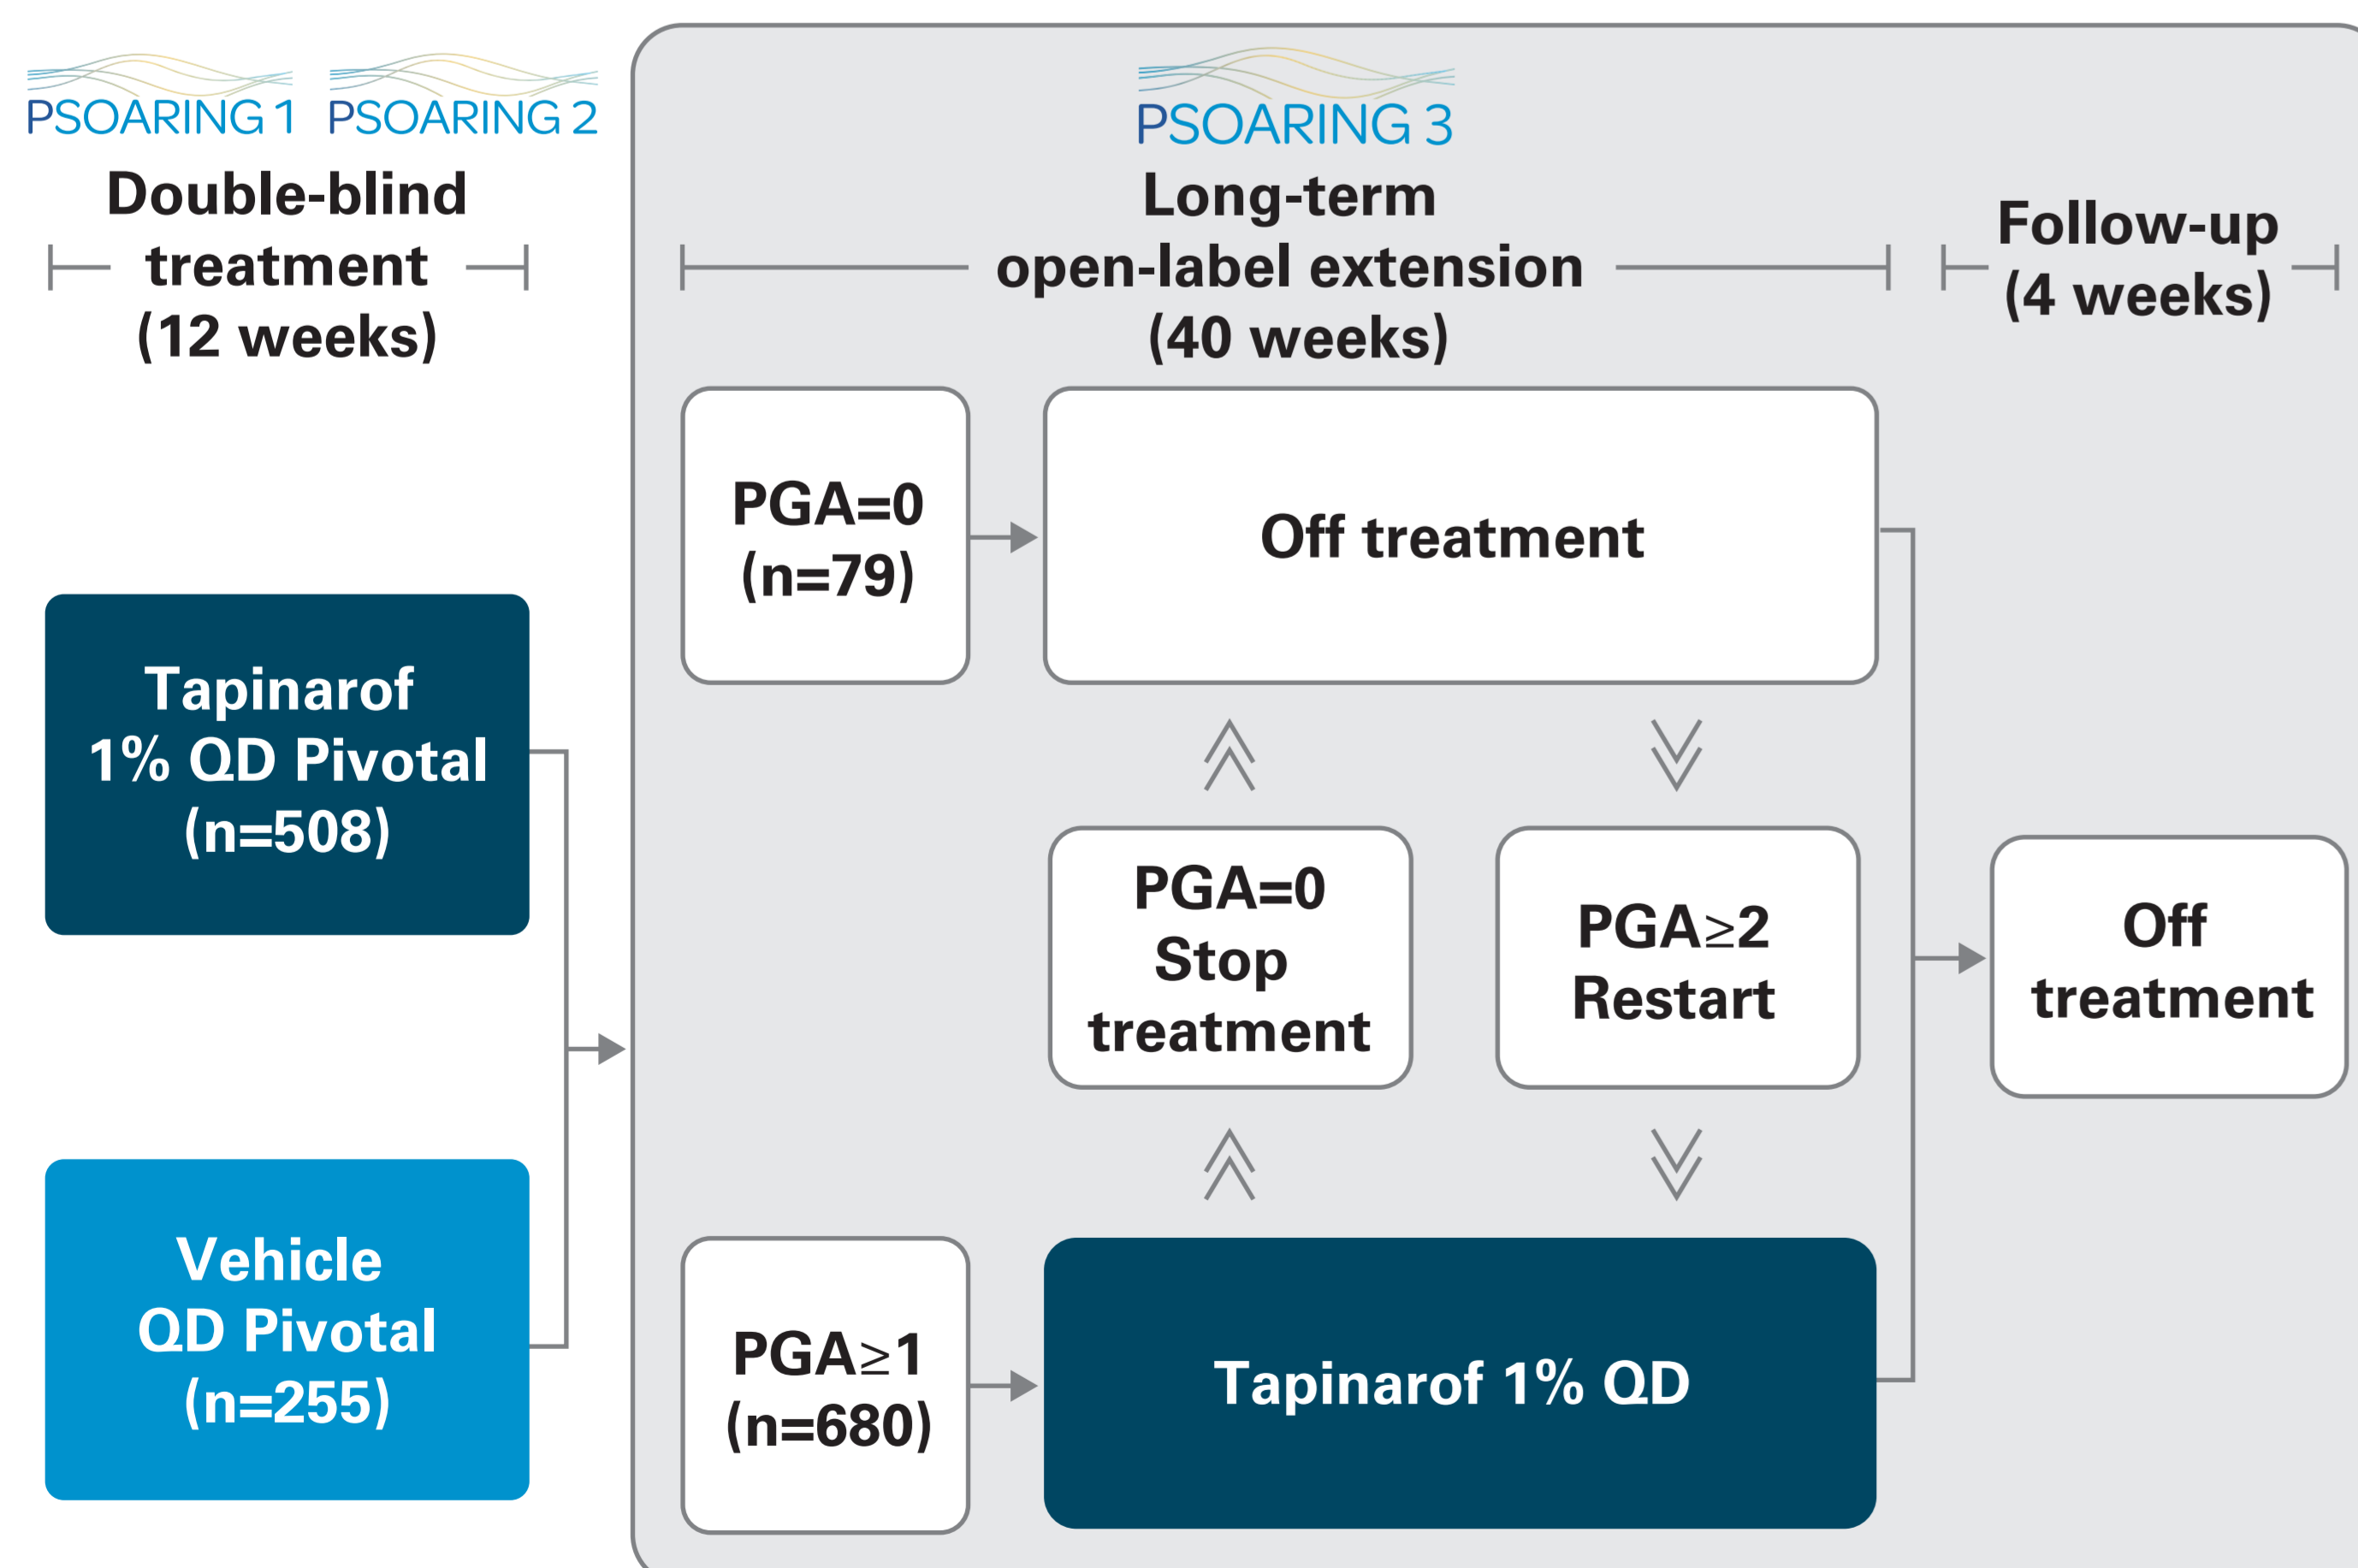 PSOARING 1
PSOARING 2
Double-blind
treatment
(12 weeks)
PSOARING 3
Long-term
open-label extension
(40 weeks)
Follow-up
(4 weeks)
Tapinarof
1% QD Pivotal
(n=508)
Vehicle
QD Pivotal
(n=255)
PGA=0
(n=79)
Off treatment
PGA=0
Stop
treatment
PGA≥2
Restart
PGA≥1
(n=680)
Tapinarof 1% QD
Off
treatment